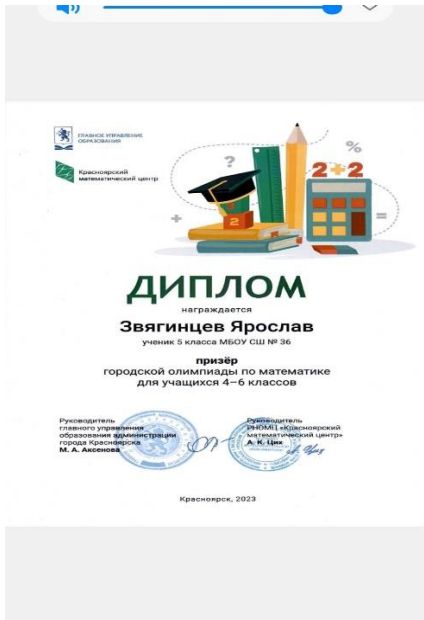 ГЛАВНОЕ УПРАВЛЕНИЕ
ОБРАЗОВАНИЯ
Красноярский
математический центр
?
%
2+2
+
2
=
ДИПЛОМ
награждается
Звягинцев Ярослав
ученик 5 класса МБОУ СШ № 36
призёр
городской олимпиады по математике
для учащихся 4–6 классов
Руководитель
главного управления
образования администрации
города Красноярска
М. А. Аксенова
Руководитель
РНОМЦ «Красноярский
математический центр»
А. К. Цих
Красноярск, 2023